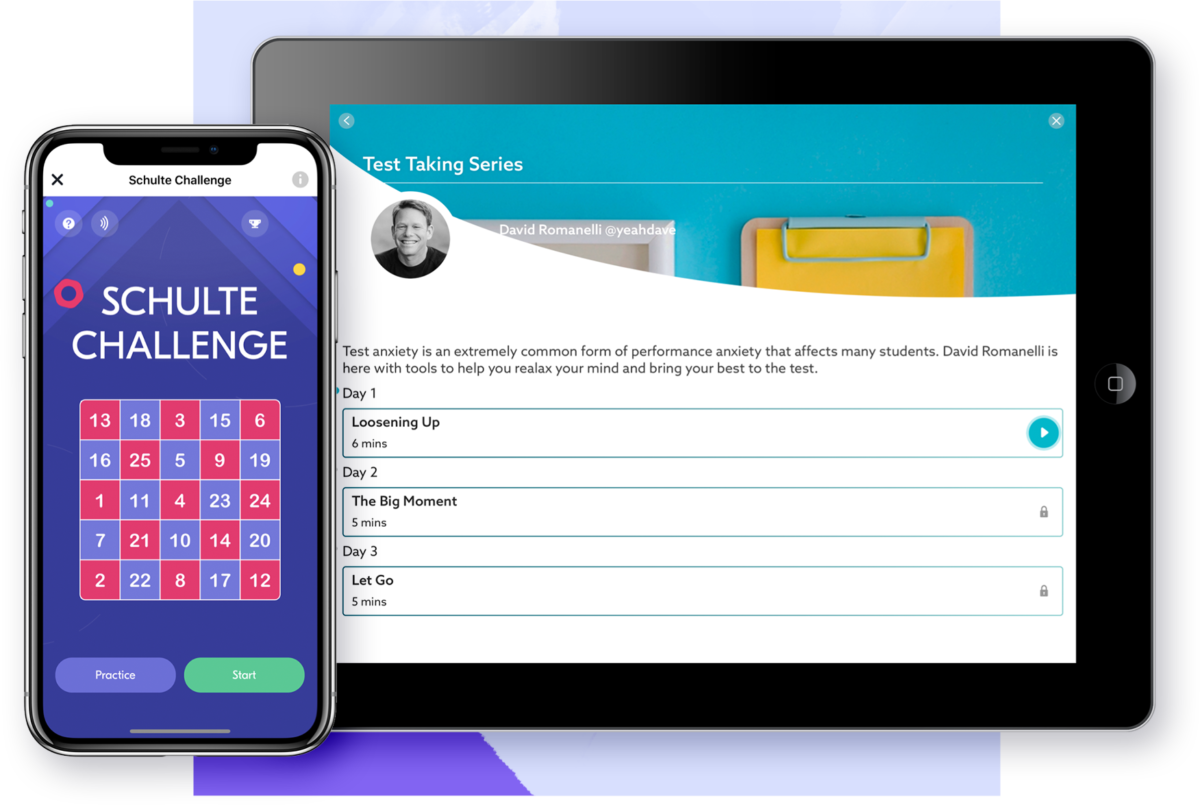 Schulte Challenge
SCHULTE
CHALLENGE
13 18 3 15 6
16 25 5 9 19
1 11 4 23 24
7 21 10 14 20
2 22 8 17 12
Practice
Start
Test Taking Series
David Romanelli @yeahdave
Test anxiety is an extremely common form of performance anxiety that affects many students. David Romanelli is
here with tools to help you realax your mind and bring your best to the test.
Day 1
Loosening Up
6 mins
Day 2
The Big Moment
5 mins
Day 3
Let Go
5 mins